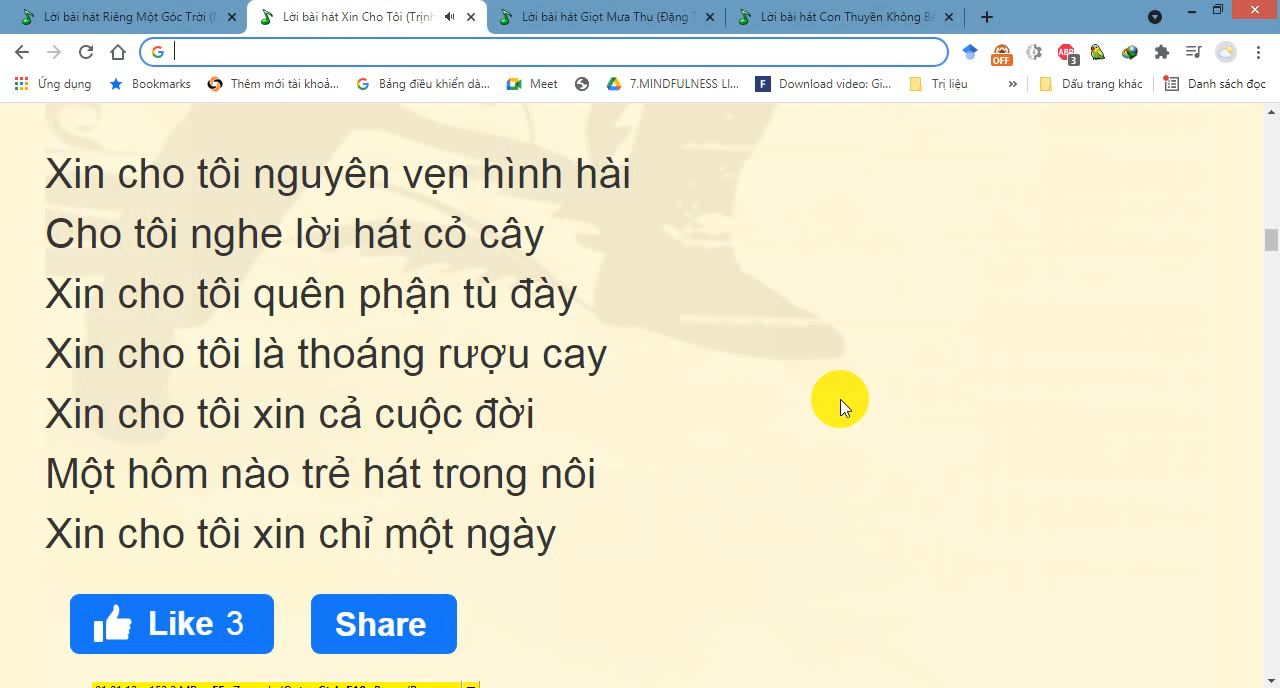 Lời bài hát Riêng Một Góc Trời
Lời bài hát Xin Cho Tôi (Trịnh
Lời bài hát Giọt Mưa Thu (Đặng
Lời bài hát Con Thuyền Không
OFF
ABP
3
Ứng dụng
Bookmarks
Thêm mới tài khoả...
Bảng điều khiển dà...
Meet
7.MINDFULNESS LI...
Download video: Gi...
Trị liệu
»
Dấu trang khác
Danh sách đọc
Xin cho tôi nguyên vẹn hình hài
Cho tôi nghe lời hát cỏ cây
Xin cho tôi quên phận tù đày
Xin cho tôi là thoáng rượu cay
Xin cho tôi xin cả cuộc đời
Một hôm nào trẻ hát trong nôi
Xin cho tôi xin chỉ một ngày
Like 3
Share